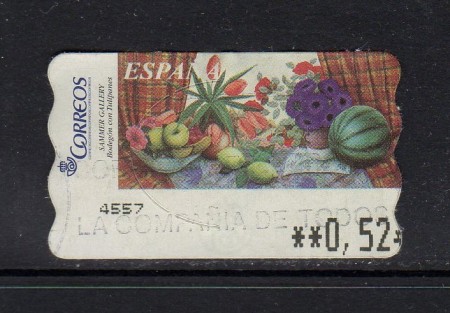 ESPAÑA
CORREOS
SAMMER GALLERY
Bodegón con Tulipanes
4557
LA COMPAÑIA DE TODOS
**0,52*